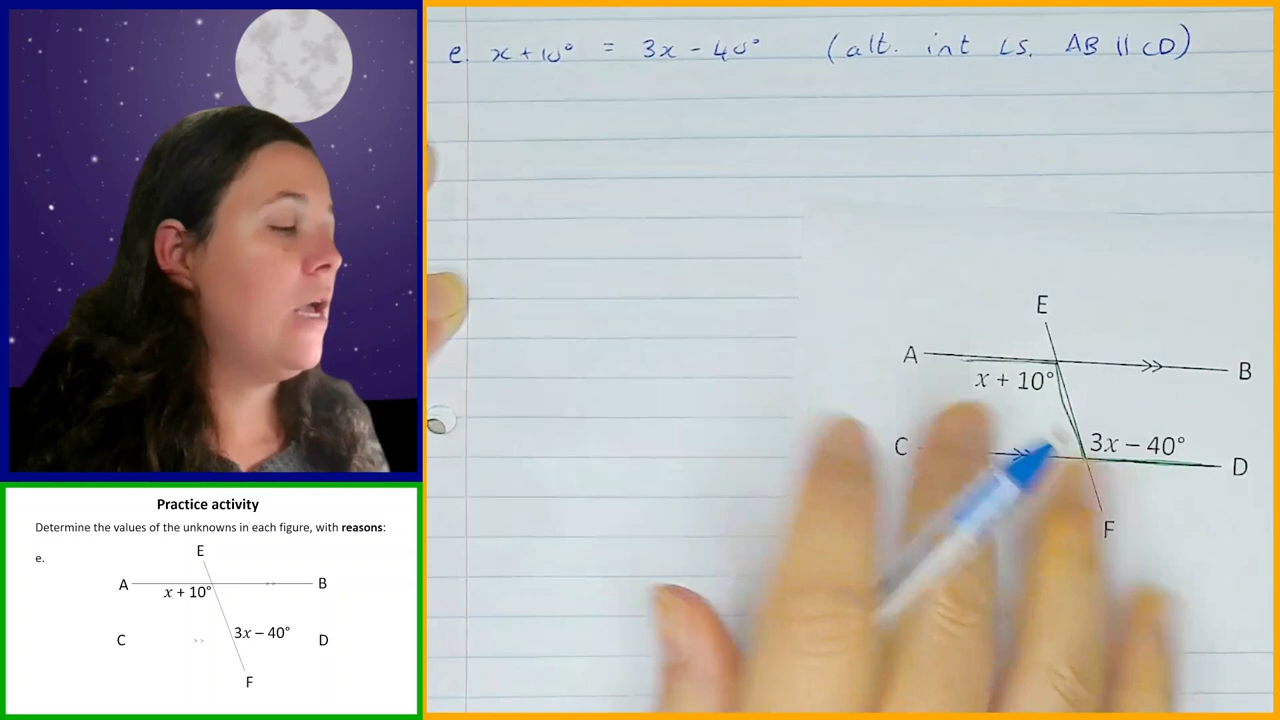 e. x + 10° = 3x - 40° (alt. int ∠s. AB || CD)
E
A
B
x + 10°
C
3x – 40°
D
F
Practice activity
Determine the values of the unknowns in each figure, with reasons:
e.
E
A
B
x + 10°
C
3x – 40°
D
F